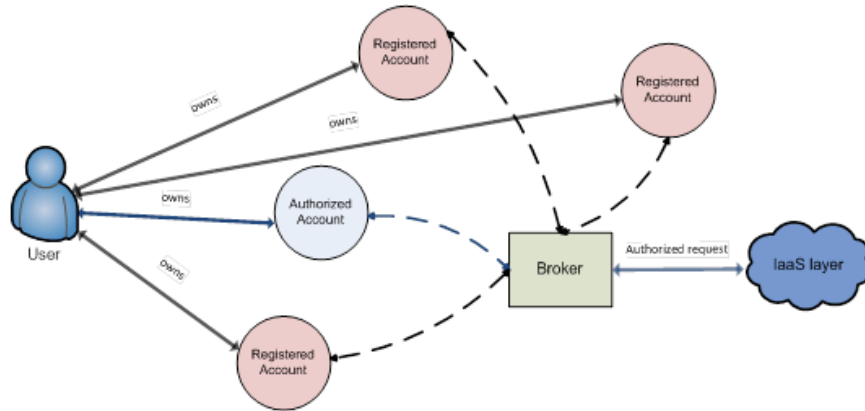 Registered
Account
Registered
Account
owns
owns
owns
Authorized
Account
User
owns
Broker
Authorized request
IaaS layer
Registered
Account